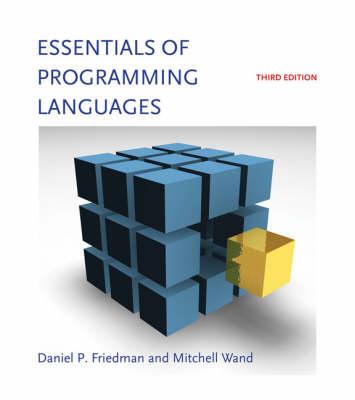 ESSENTIALS OF
PROGRAMMING
LANGUAGES
THIRD EDITION
Daniel P. Friedman and Mitchell Wand